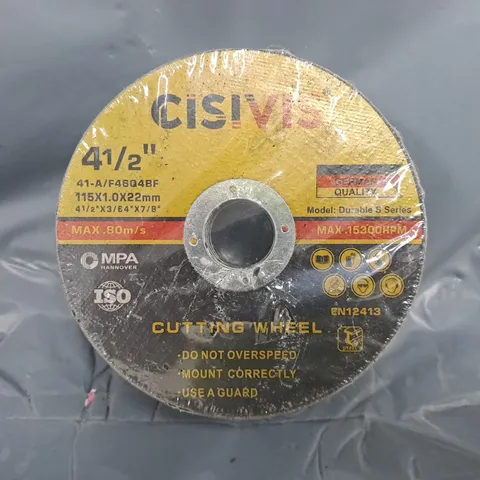 CISIVIS
4 1/2"
41-A/F46Q4BF
115X1.0X22mm
4 1/2"X3/64"X7/8"
MAX.80m/s
GERMAN
QUALITY
Model: Durable S Series
MAX.15300RPM
MPA
HANNOVER
ISO
EN12413
CUTTING WHEEL
·DO NOT OVERSPEED
·MOUNT CORRECTLY
·USE A GUARD